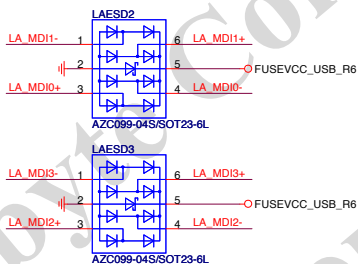 LAESD2
LA_MDI1- 1 6 LA_MDI1+
2 5 FUSEVCC_USB_R6
LA_MDI0+ 3 4 LA_MDI0-
AZC099-04S/SOT23-6L
LAESD3
LA_MDI3- 1 6 LA_MDI3+
2 5 FUSEVCC_USB_R6
LA_MDI2+ 3 4 LA_MDI2-
AZC099-04S/SOT23-6L